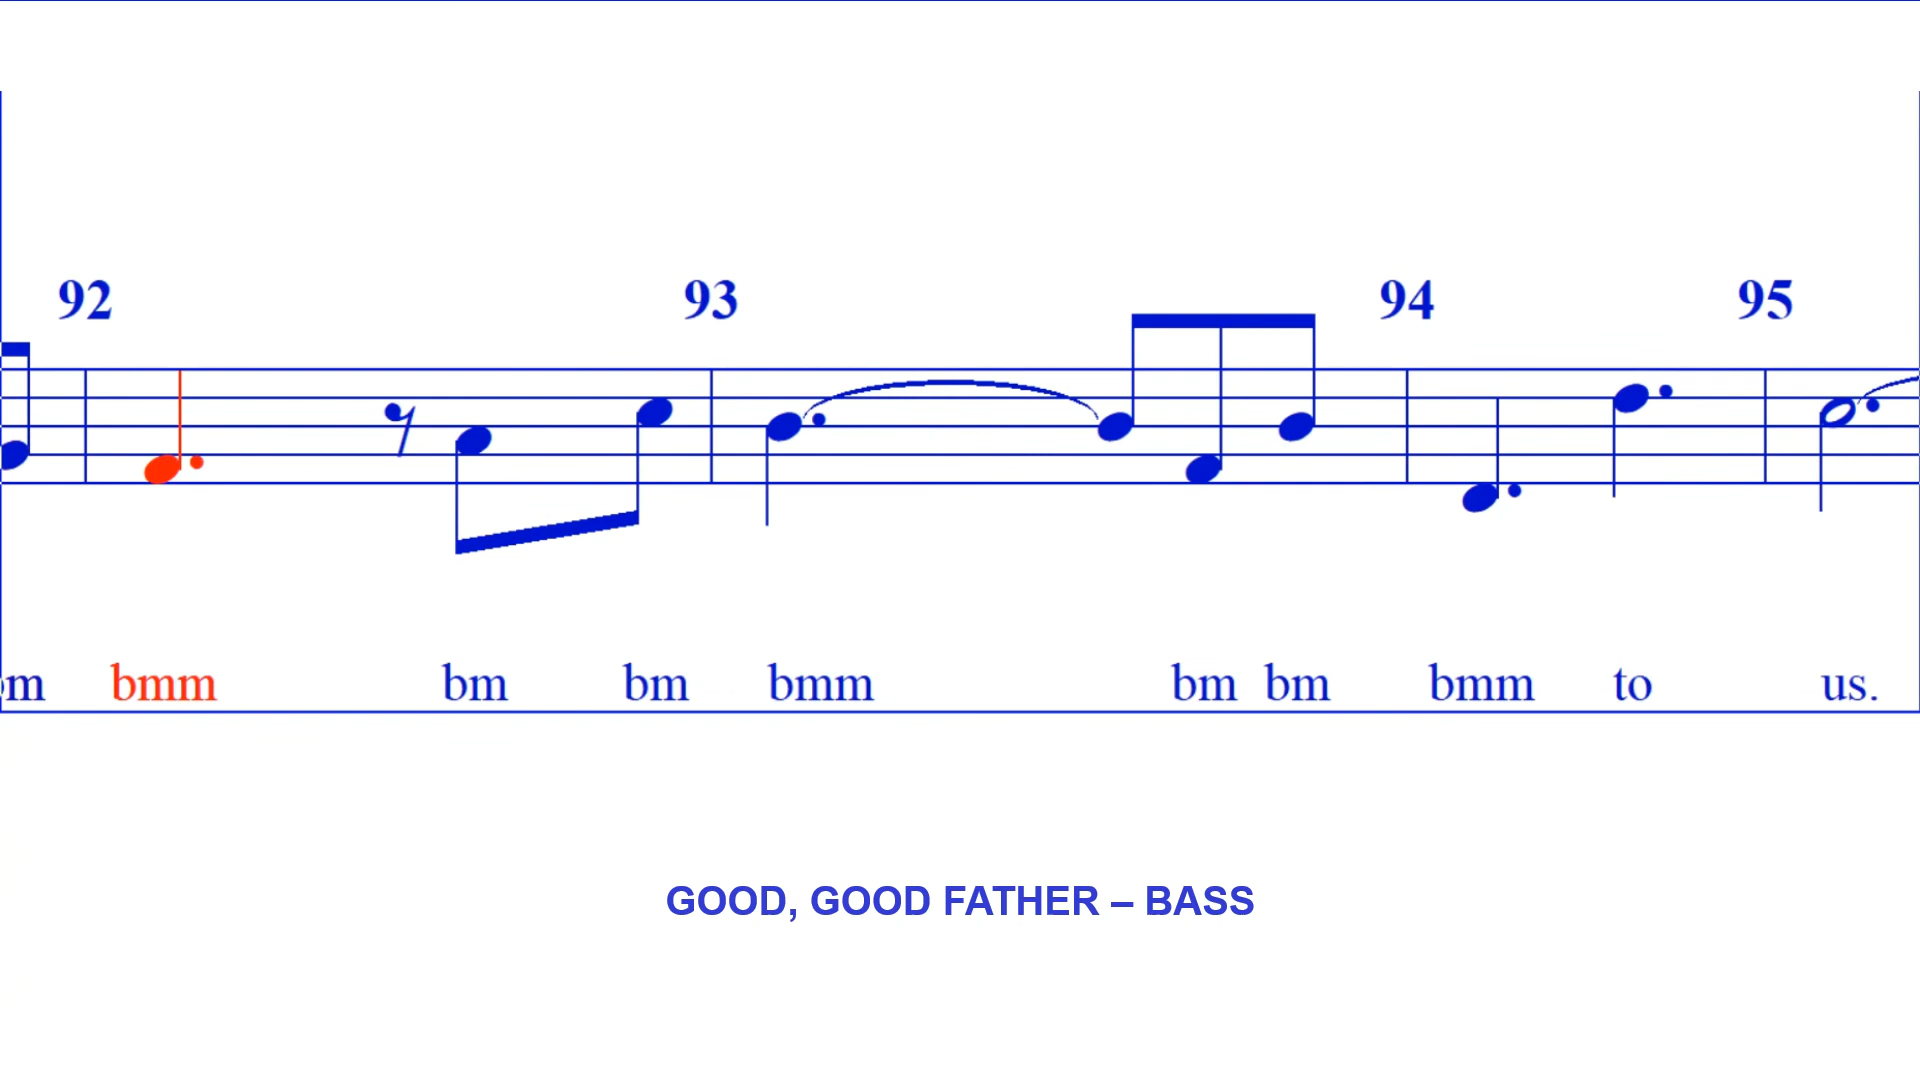 92 93 94 95
bmm bm bm bmm bm bm bmm to us.
GOOD, GOOD FATHER – BASS